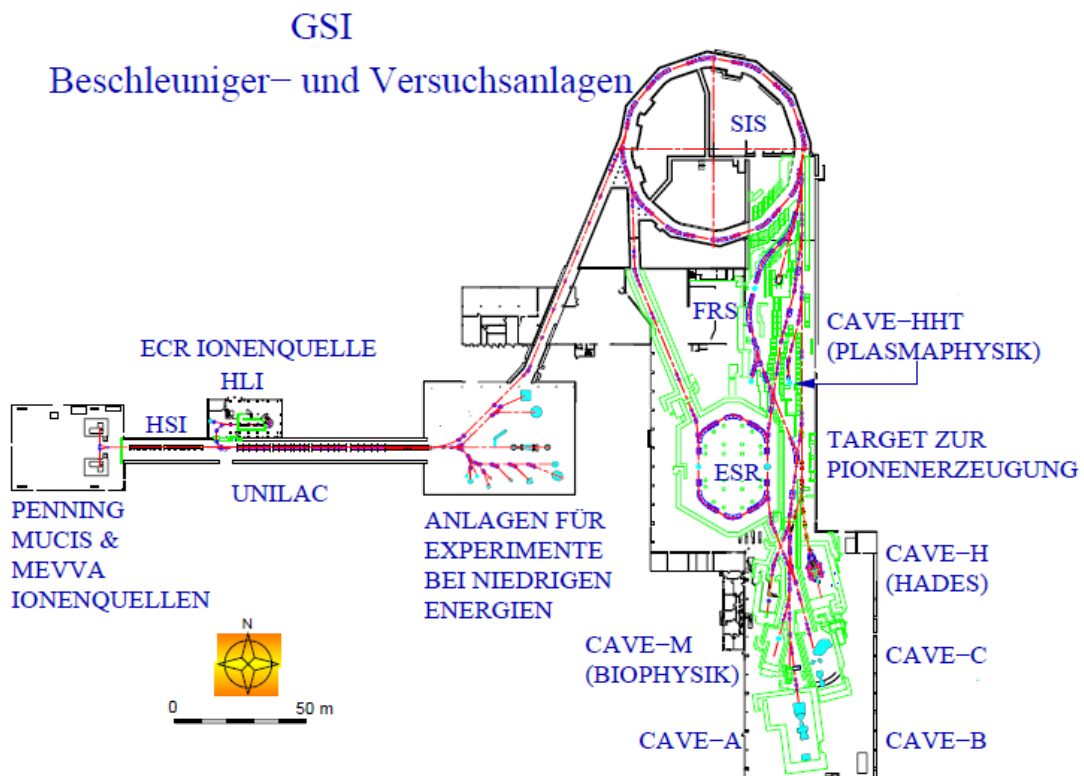 GSI
Beschleuniger− und Versuchsanlagen
SIS
FRS
CAVE−HHT
(PLASMAPHYSIK)
ECR IONENQUELLE
HLI
HSI
UNILAC
ESR
TARGET ZUR
PIONENERZEUGUNG
PENNING
MUCIS &
MEVVA
IONENQUELLEN
ANLAGEN FÜR
EXPERIMENTE
BEI NIEDRIGEN
ENERGIEN
CAVE−H
(HADES)
CAVE−M
(BIOPHYSIK)
CAVE−C
CAVE−A
CAVE−B
N
0
50 m